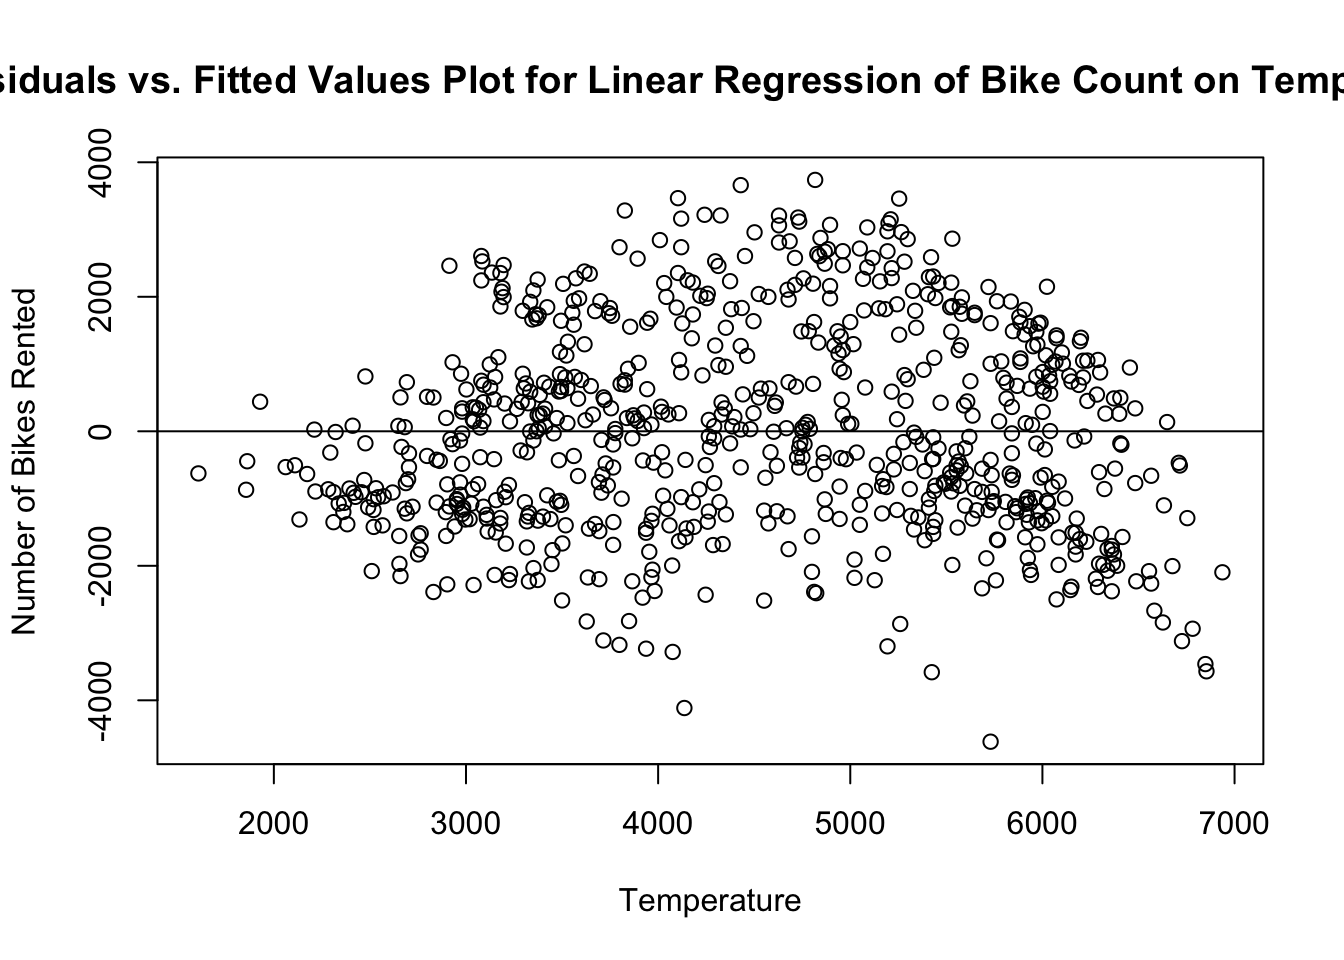 siduals vs. Fitted Values Plot for Linear Regression of Bike Count on Temp
Number of Bikes Rented
4000
2000
0
-2000
-4000
2000 3000 4000 5000 6000 7000
Temperature